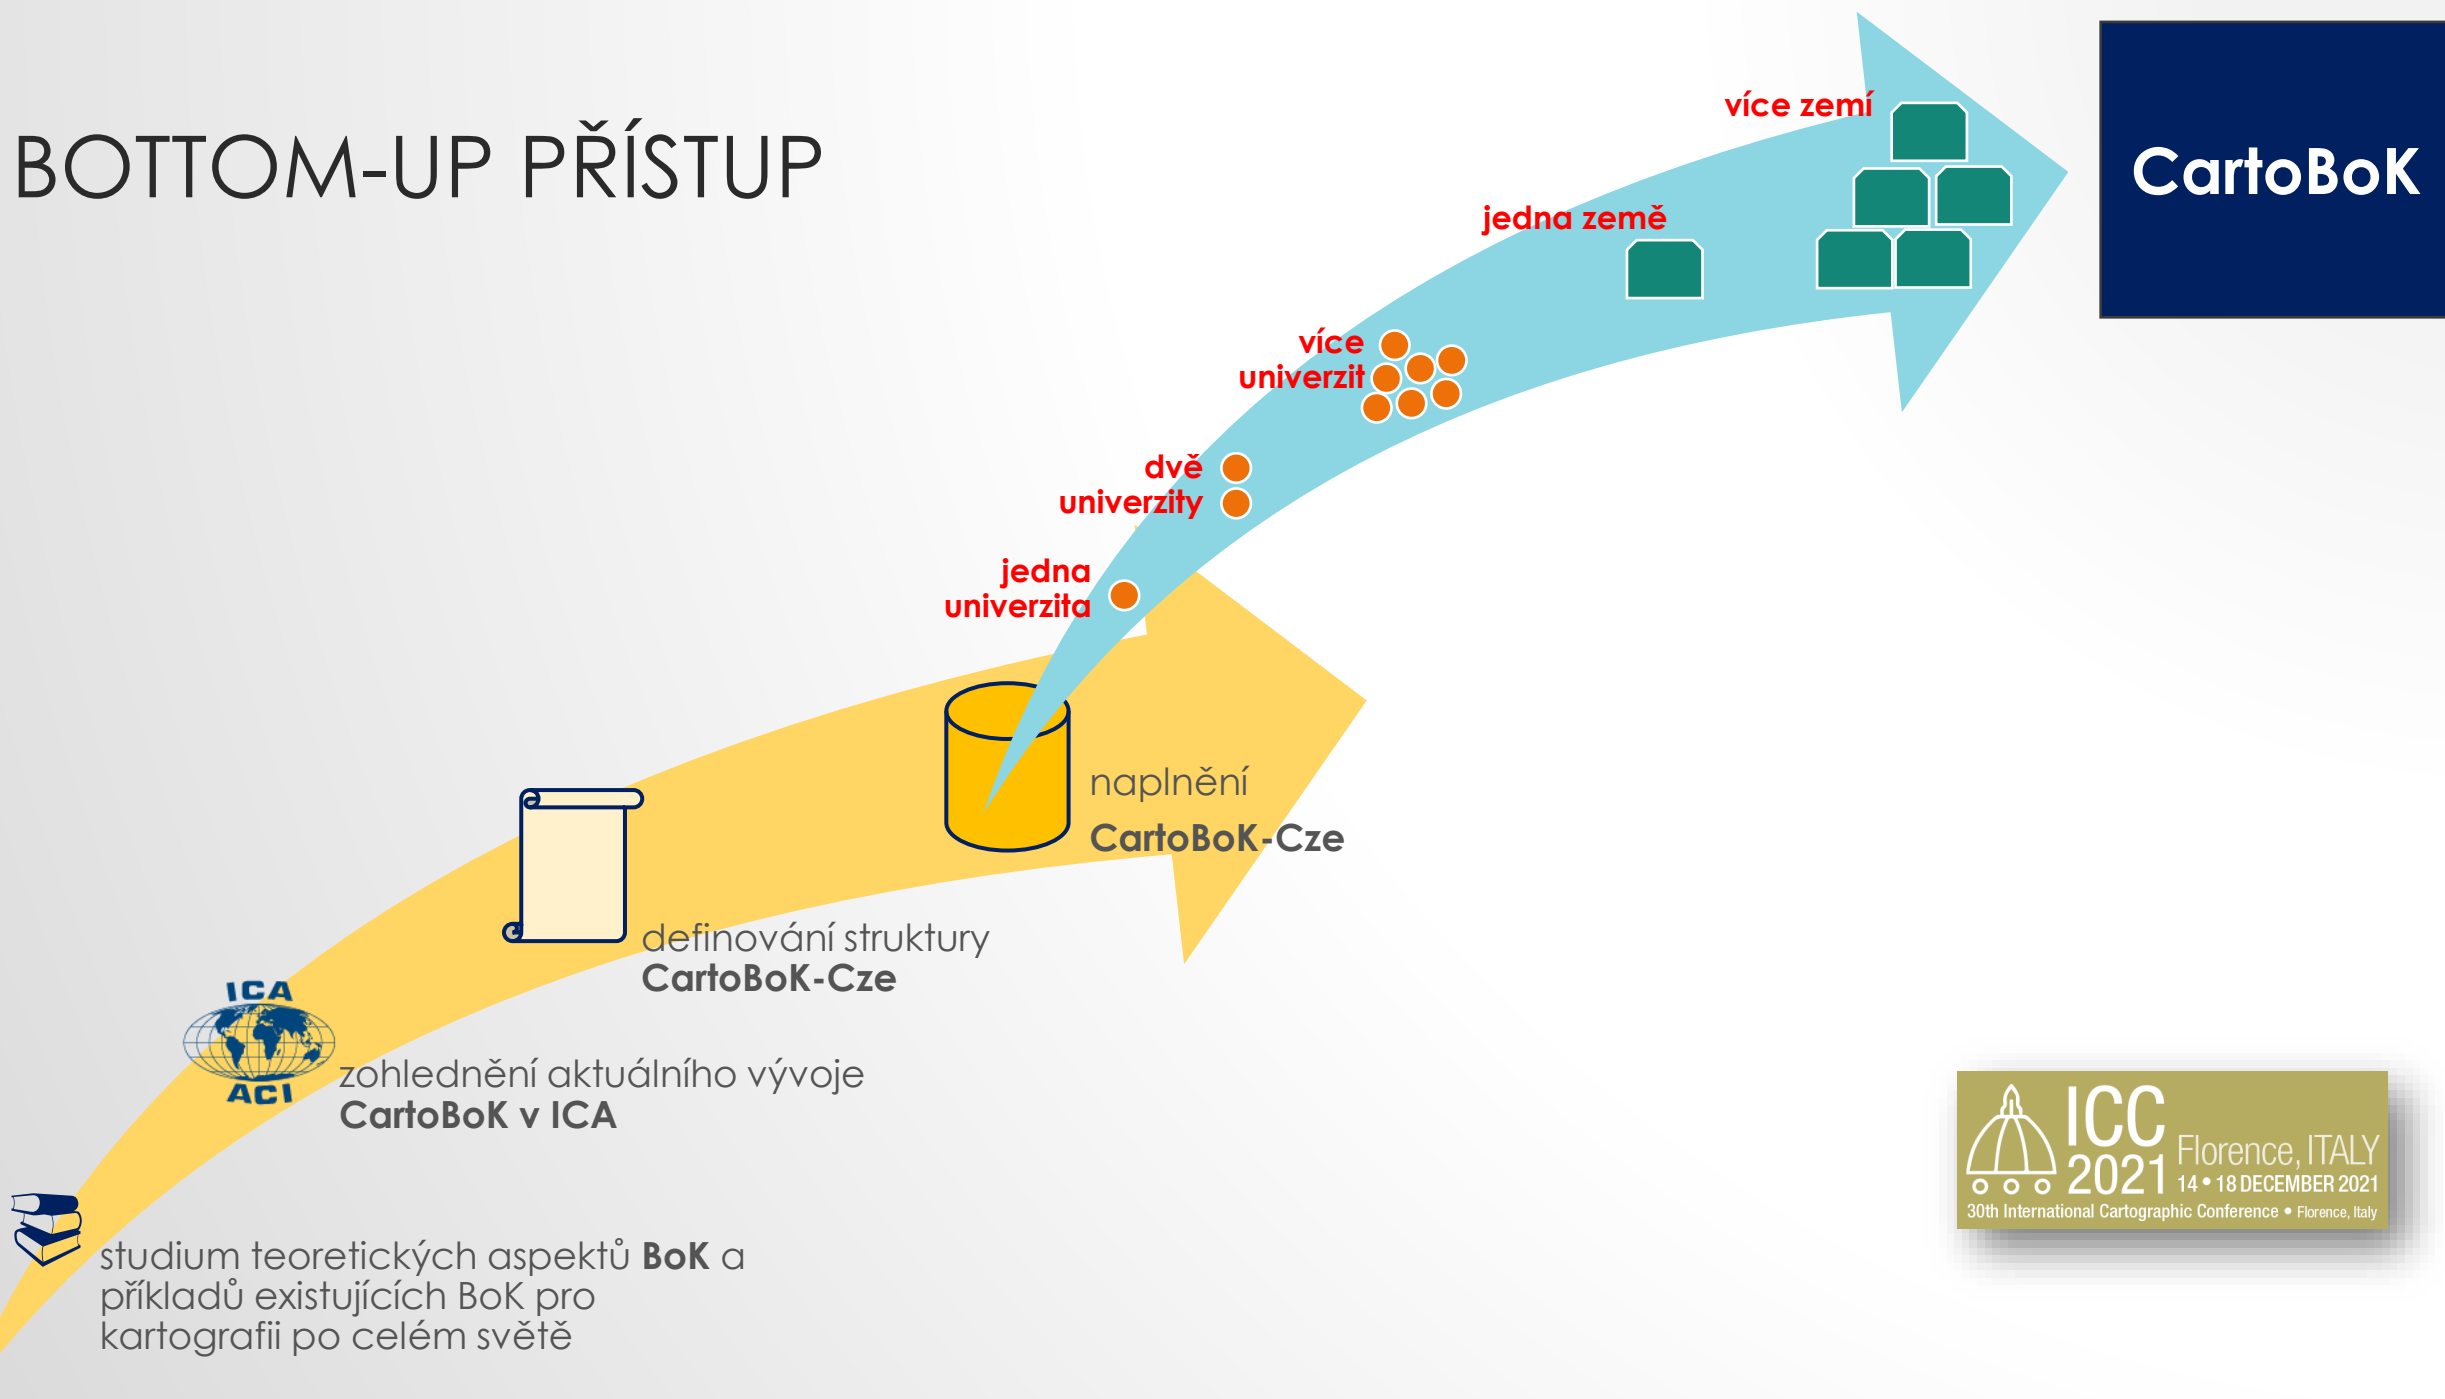 BOTTOM-UP PŘÍSTUP
více zemí
CartoBoK
jedna země
více
univerzit
dvě
univerzity
jedna
univerzita
naplnění
CartoBoK-Cze
definování struktury
CartoBoK-Cze
ICA
ACI
zohlednění aktuálního vývoje
CartoBoK v ICA
studium teoretických aspektů BoK a
příkladů existujících BoK pro
kartografii po celém světě
ICC
2021
Florence, ITALY
14 • 18 DECEMBER 2021
30th International Cartographic Conference • Florence, Italy